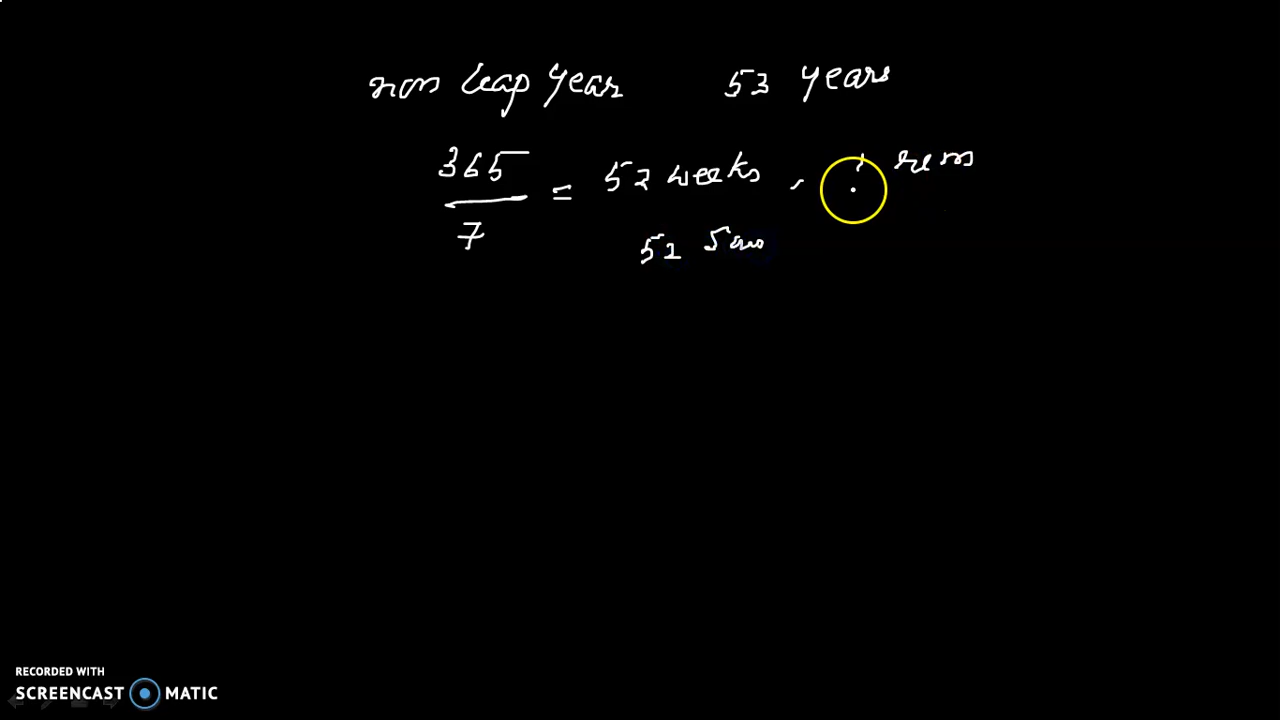 non leap year 53 years
365/7 = 52 weeks, 1 rem
52 Sun
RECORDED WITH
SCREENCAST MATIC